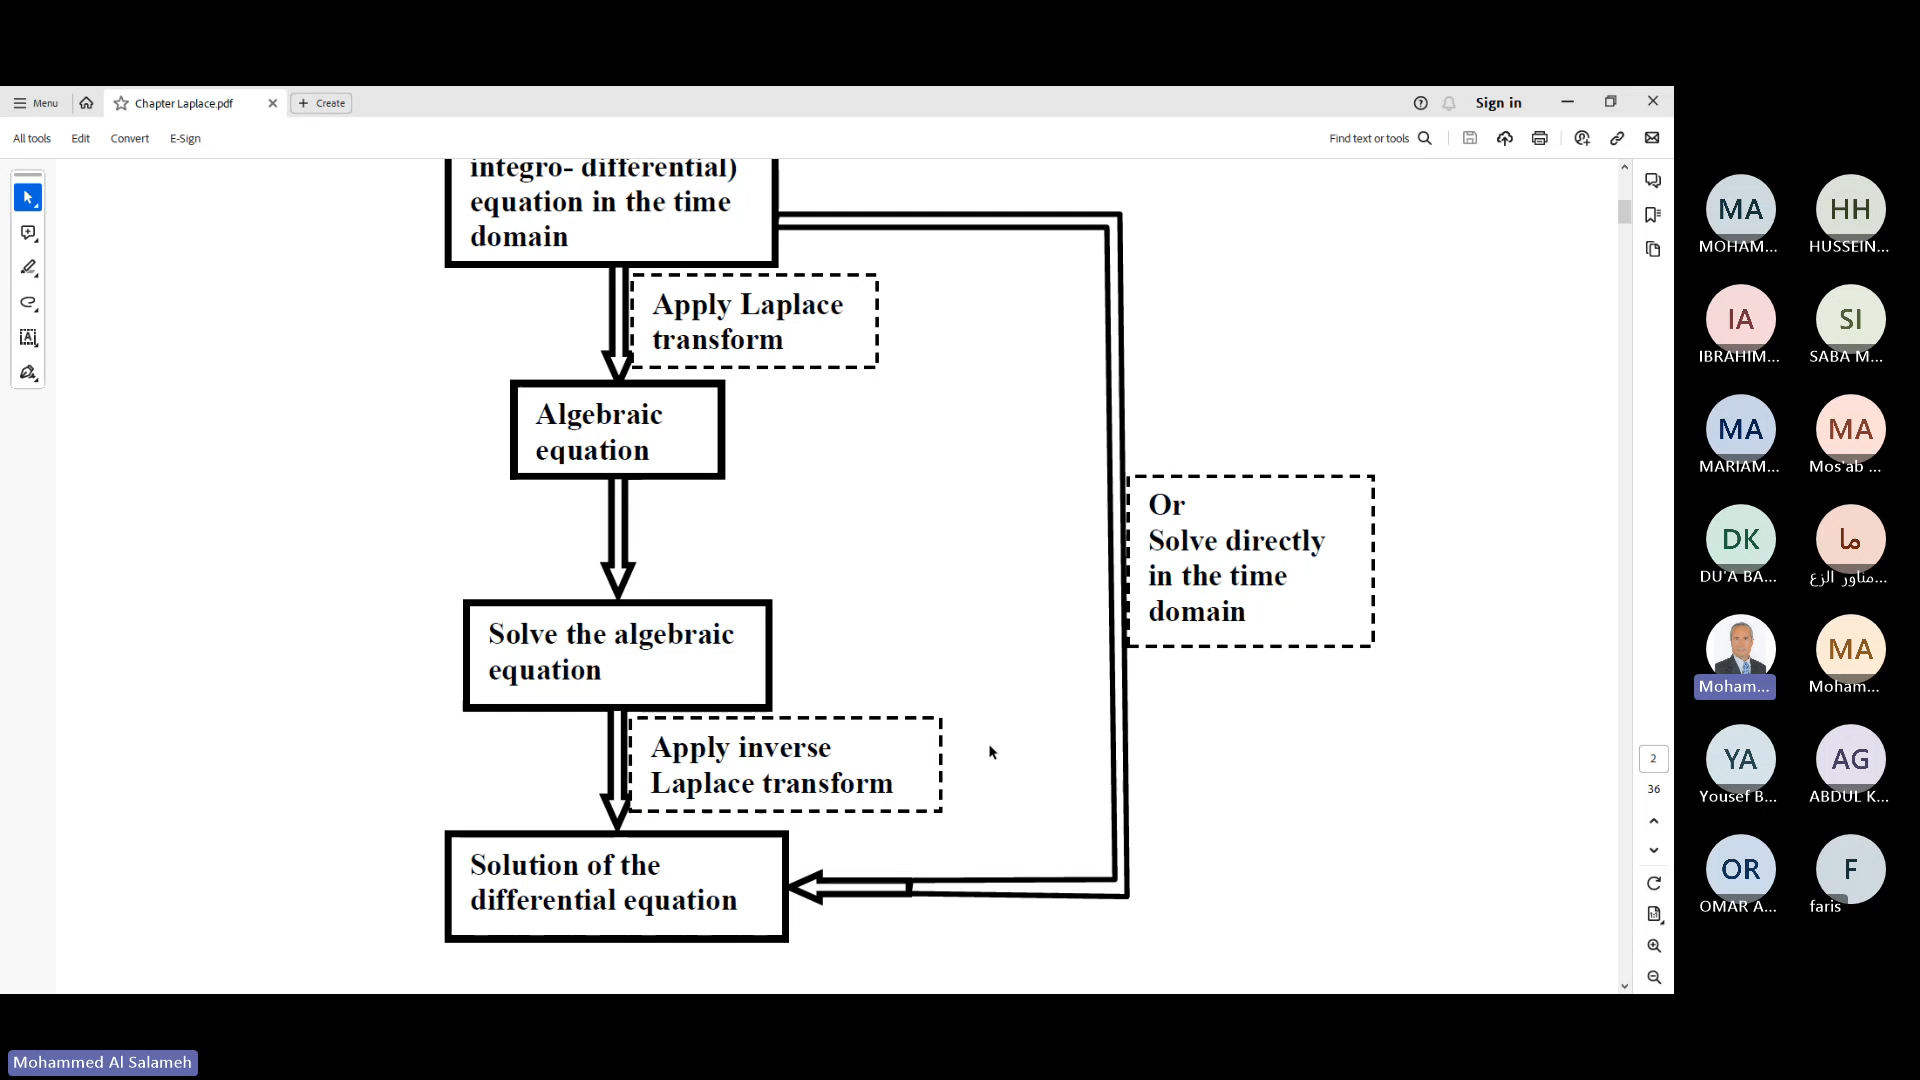 Menu
Chapter Laplace.pdf
Create
Sign in
All tools
Edit
Convert
E-Sign
Find text or tools
integro- differential)
equation in the time
domain
Apply Laplace
transform
Algebraic
equation
Or
Solve directly
in the time
domain
Solve the algebraic
equation
Apply inverse
Laplace transform
Solution of the
differential equation
2
36
MA
MOHAM...
HH
HUSSEIN...
IA
IBRAHIM...
SI
SABA M...
MA
MARIAM...
MA
Mos'ab ...
DK
DU'A BA...
ما
مناور الزع...
Moham...
MA
Moham...
YA
Yousef B...
AG
ABDUL K...
OR
OMAR A...
F
faris
Mohammed Al Salameh